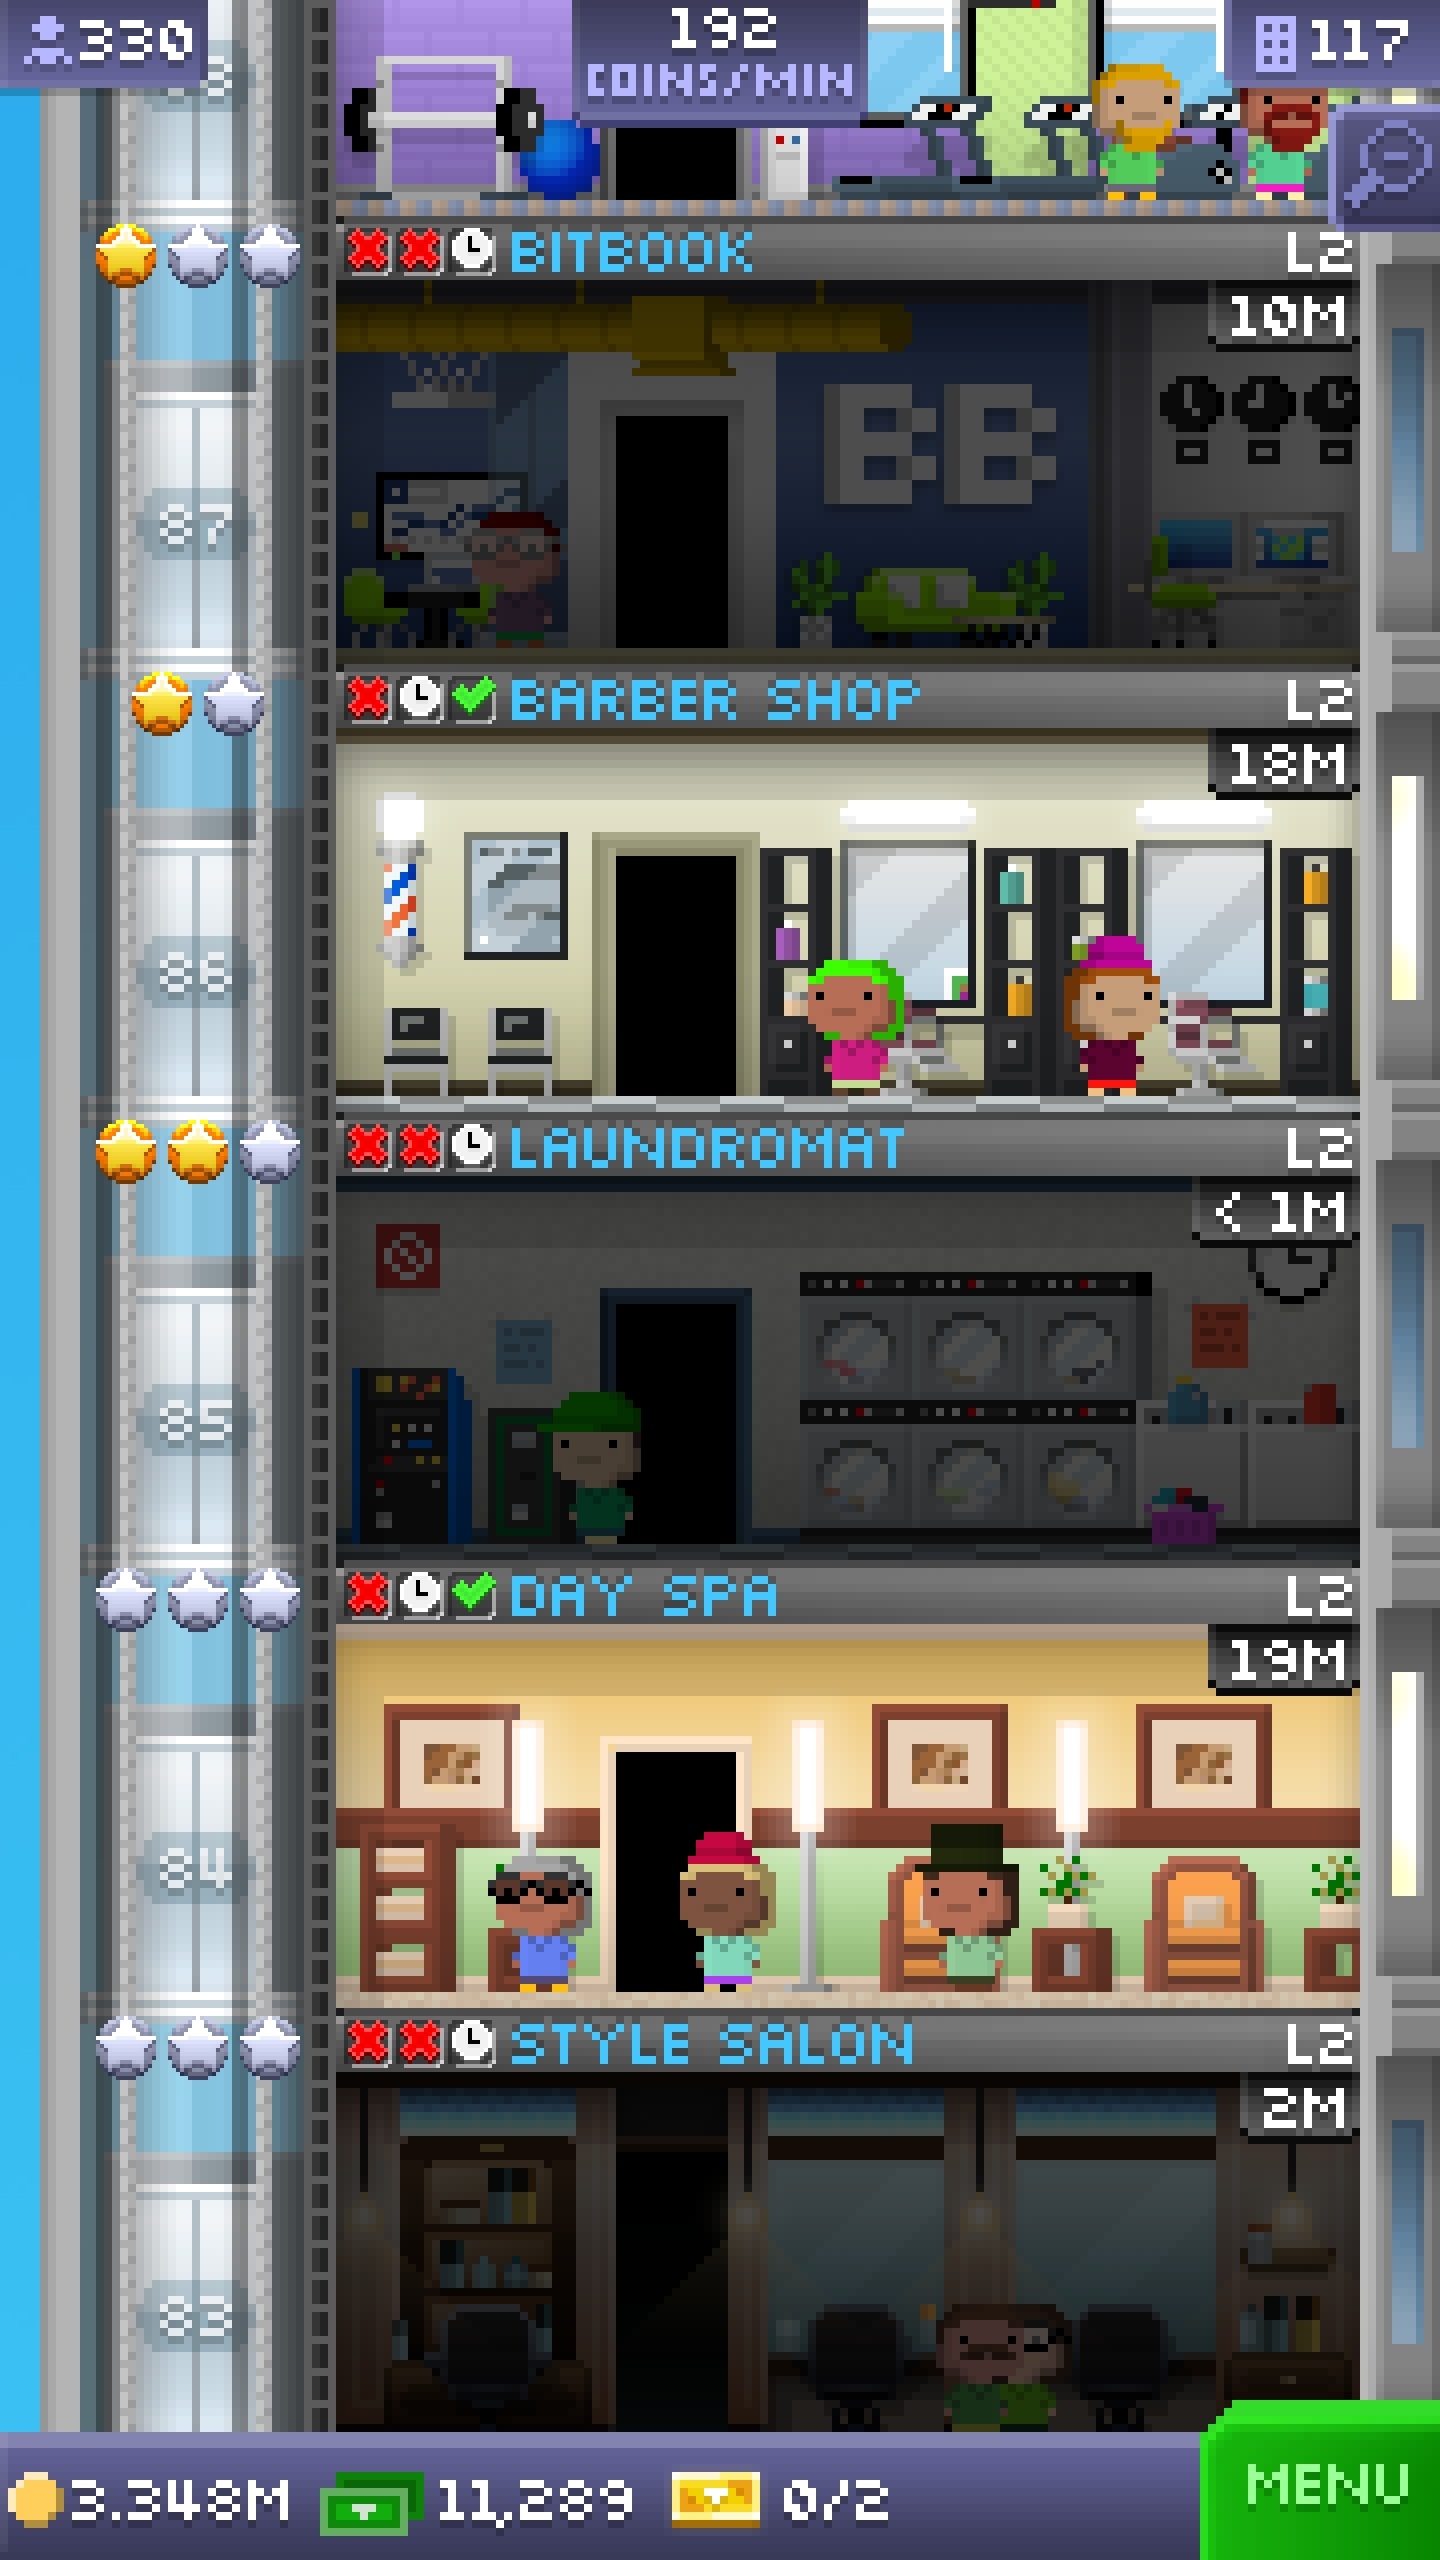 330
192
COINS/MIN
117
BITBOOK
L2
10M
BB
87
BARBER SHOP
L2
18M
86
LAUNDROMAT
L2
< 1M
85
DAY SPA
L2
19M
84
STYLE SALON
L2
2M
83
3.348M
11,289
0/2
MENU